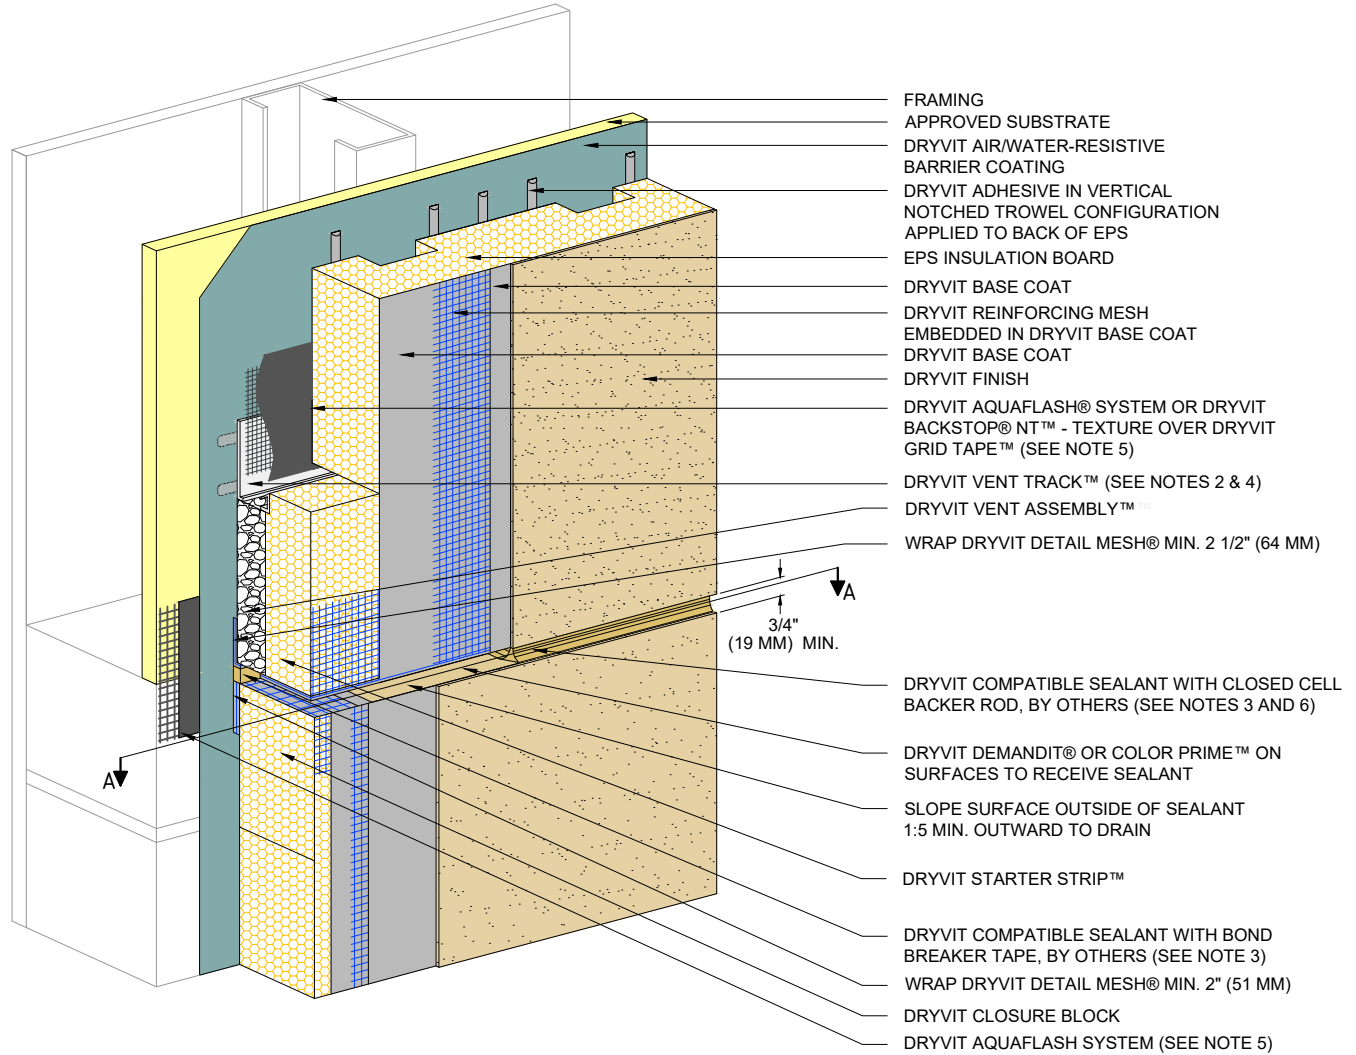 FRAMING
APPROVED SUBSTRATE
DRYVIT AIR/WATER-RESISTIVE
BARRIER COATING
DRYVIT ADHESIVE IN VERTICAL
NOTCHED TROWEL CONFIGURATION
APPLIED TO BACK OF EPS
EPS INSULATION BOARD
DRYVIT BASE COAT
DRYVIT REINFORCING MESH
EMBEDDED IN DRYVIT BASE COAT
DRYVIT BASE COAT
DRYVIT FINISH
DRYVIT AQUAFLASH® SYSTEM OR DRYVIT
BACKSTOP® NT™ - TEXTURE OVER DRYVIT
GRID TAPE™ (SEE NOTE 5)
DRYVIT VENT TRACK™ (SEE NOTES 2 & 4)
DRYVIT VENT ASSEMBLY™ ™
WRAP DRYVIT DETAIL MESH® MIN. 2 1/2" (64 MM)
A
3/4"
(19 MM) MIN.
DRYVIT COMPATIBLE SEALANT WITH CLOSED CELL
BACKER ROD, BY OTHERS (SEE NOTES 3 AND 6)
DRYVIT DEMANDIT® OR COLOR PRIME™ ON
SURFACES TO RECEIVE SEALANT
A
SLOPE SURFACE OUTSIDE OF SEALANT
1:5 MIN. OUTWARD TO DRAIN
DRYVIT STARTER STRIP™
DRYVIT COMPATIBLE SEALANT WITH BOND
BREAKER TAPE, BY OTHERS (SEE NOTE 3)
WRAP DRYVIT DETAIL MESH® MIN. 2" (51 MM)
DRYVIT CLOSURE BLOCK
DRYVIT AQUAFLASH SYSTEM (SEE NOTE 5)